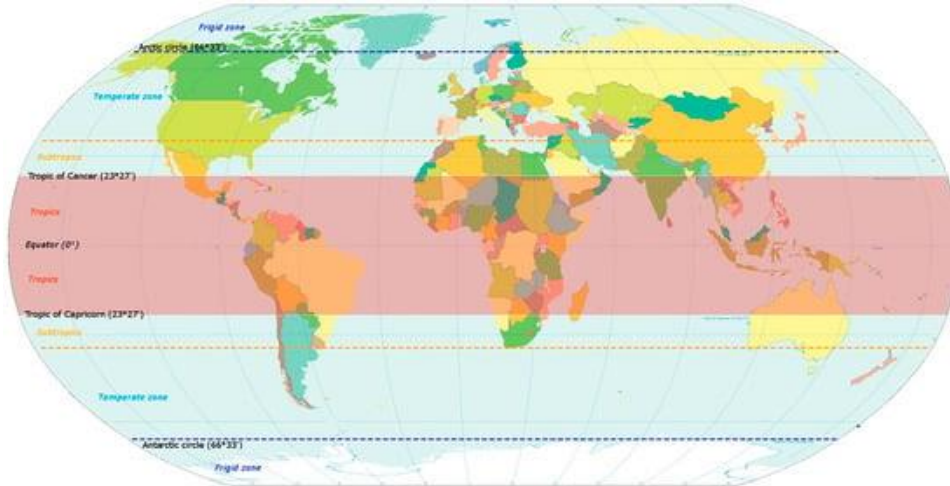 Frigid zone
Arctic circle (66°33')
Temperate zone
Subtropics
Tropic of Cancer (23°27')
Tropics
Equator (0°)
Tropics
Tropic of Capricorn (23°27')
Subtropics
Temperate zone
Antarctic circle (66°33')
Frigid zone